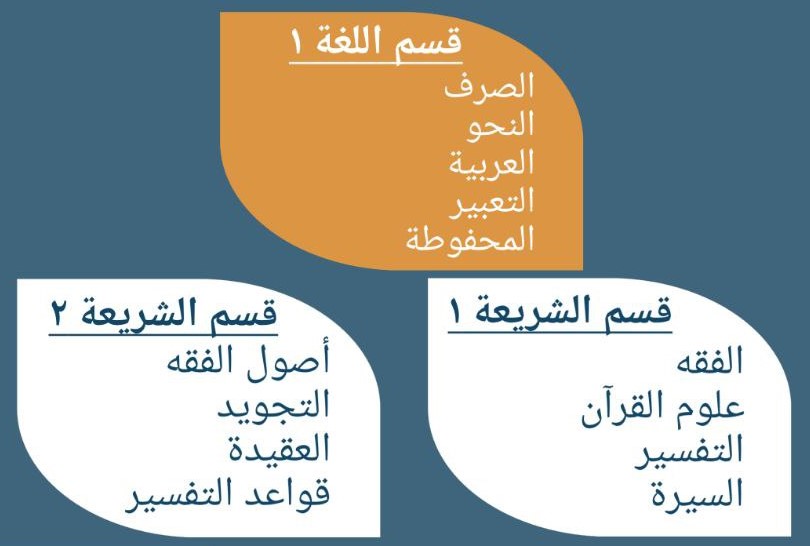 قسم اللغة ١
الصرف
النحو
العربية
التعبير
المحفوطة
قسم الشريعة ١
الفقه
علوم القرآن
التفسير
السيرة
قسم الشريعة ٢
أصول الفقه
التجويد
العقيدة
قواعد التفسير